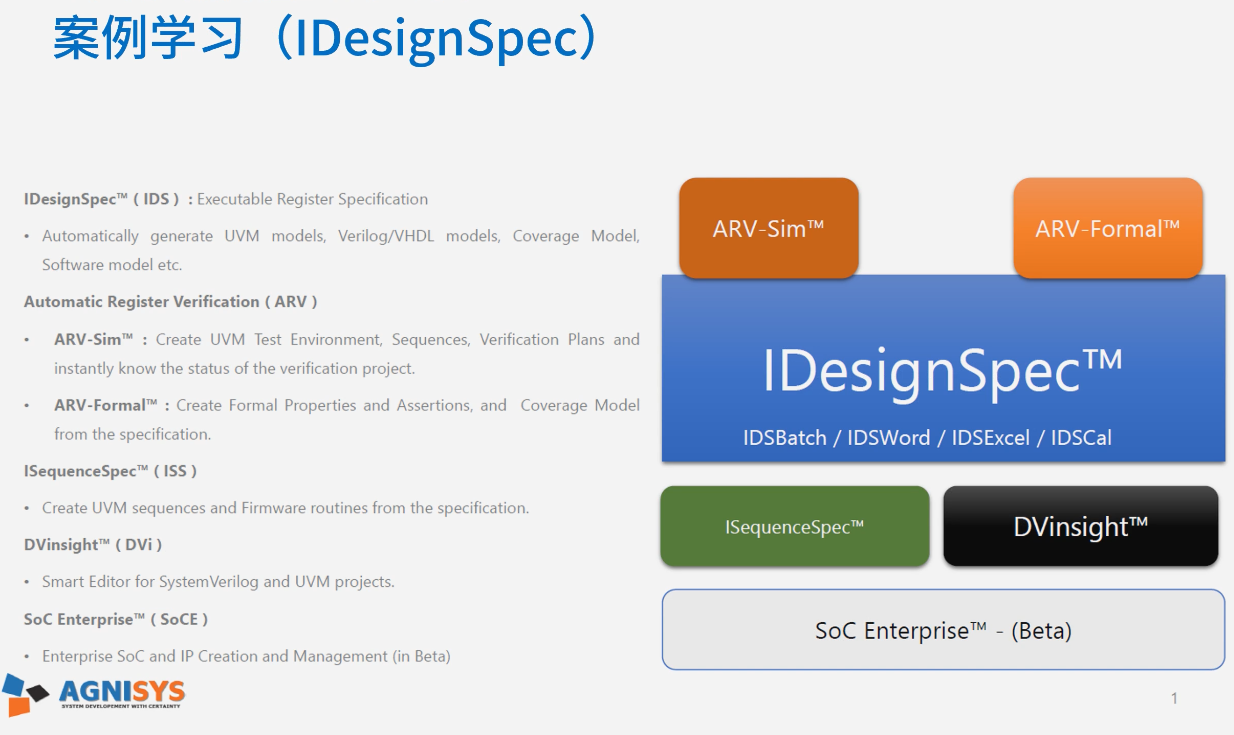 案例学习（IDesignSpec）
IDesignSpec™ ( IDS ) : Executable Register Specification
• Automatically generate UVM models, Verilog/VHDL models, Coverage Model,
Software model etc.
Automatic Register Verification ( ARV )
• ARV-Sim™ : Create UVM Test Environment, Sequences, Verification Plans and
instantly know the status of the verification project.
• ARV-Formal™ : Create Formal Properties and Assertions, and Coverage Model
from the specification.
ISequenceSpec™ ( ISS )
• Create UVM sequences and Firmware routines from the specification.
DVinsight™ ( DVi )
• Smart Editor for SystemVerilog and UVM projects.
SoC Enterprise™ ( SoCE )
• Enterprise SoC and IP Creation and Management (in Beta)
ARV-Sim™
ARV-Formal™
IDesignSpec™
IDSBatch / IDSWord / IDSExcel / IDSCal
ISequenceSpec™
DVinsight™
SoC Enterprise™ - (Beta)
AGNISYS
SYSTEM DEVELOPEMENT WITH CERTAINTY
1